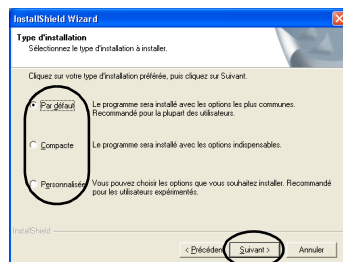 InstallShield Wizard
Type d'installation
Sélectionnez le type d'installation à installer.
Cliquez sur votre type d'installation préférée, puis cliquez sur Suivant.
Par défaut
Le programme sera installé avec les options les plus communes.
Recommandé pour la plupart des utilisateurs.
Compacte
Le programme sera installé avec les options indispensables.
Personnalisée
Vous pouvez choisir les options que vous souhaitez installer. Recommandé
pour les utilisateurs expérimentés.
InstallShield
< Précédent
Suivant >
Annuler